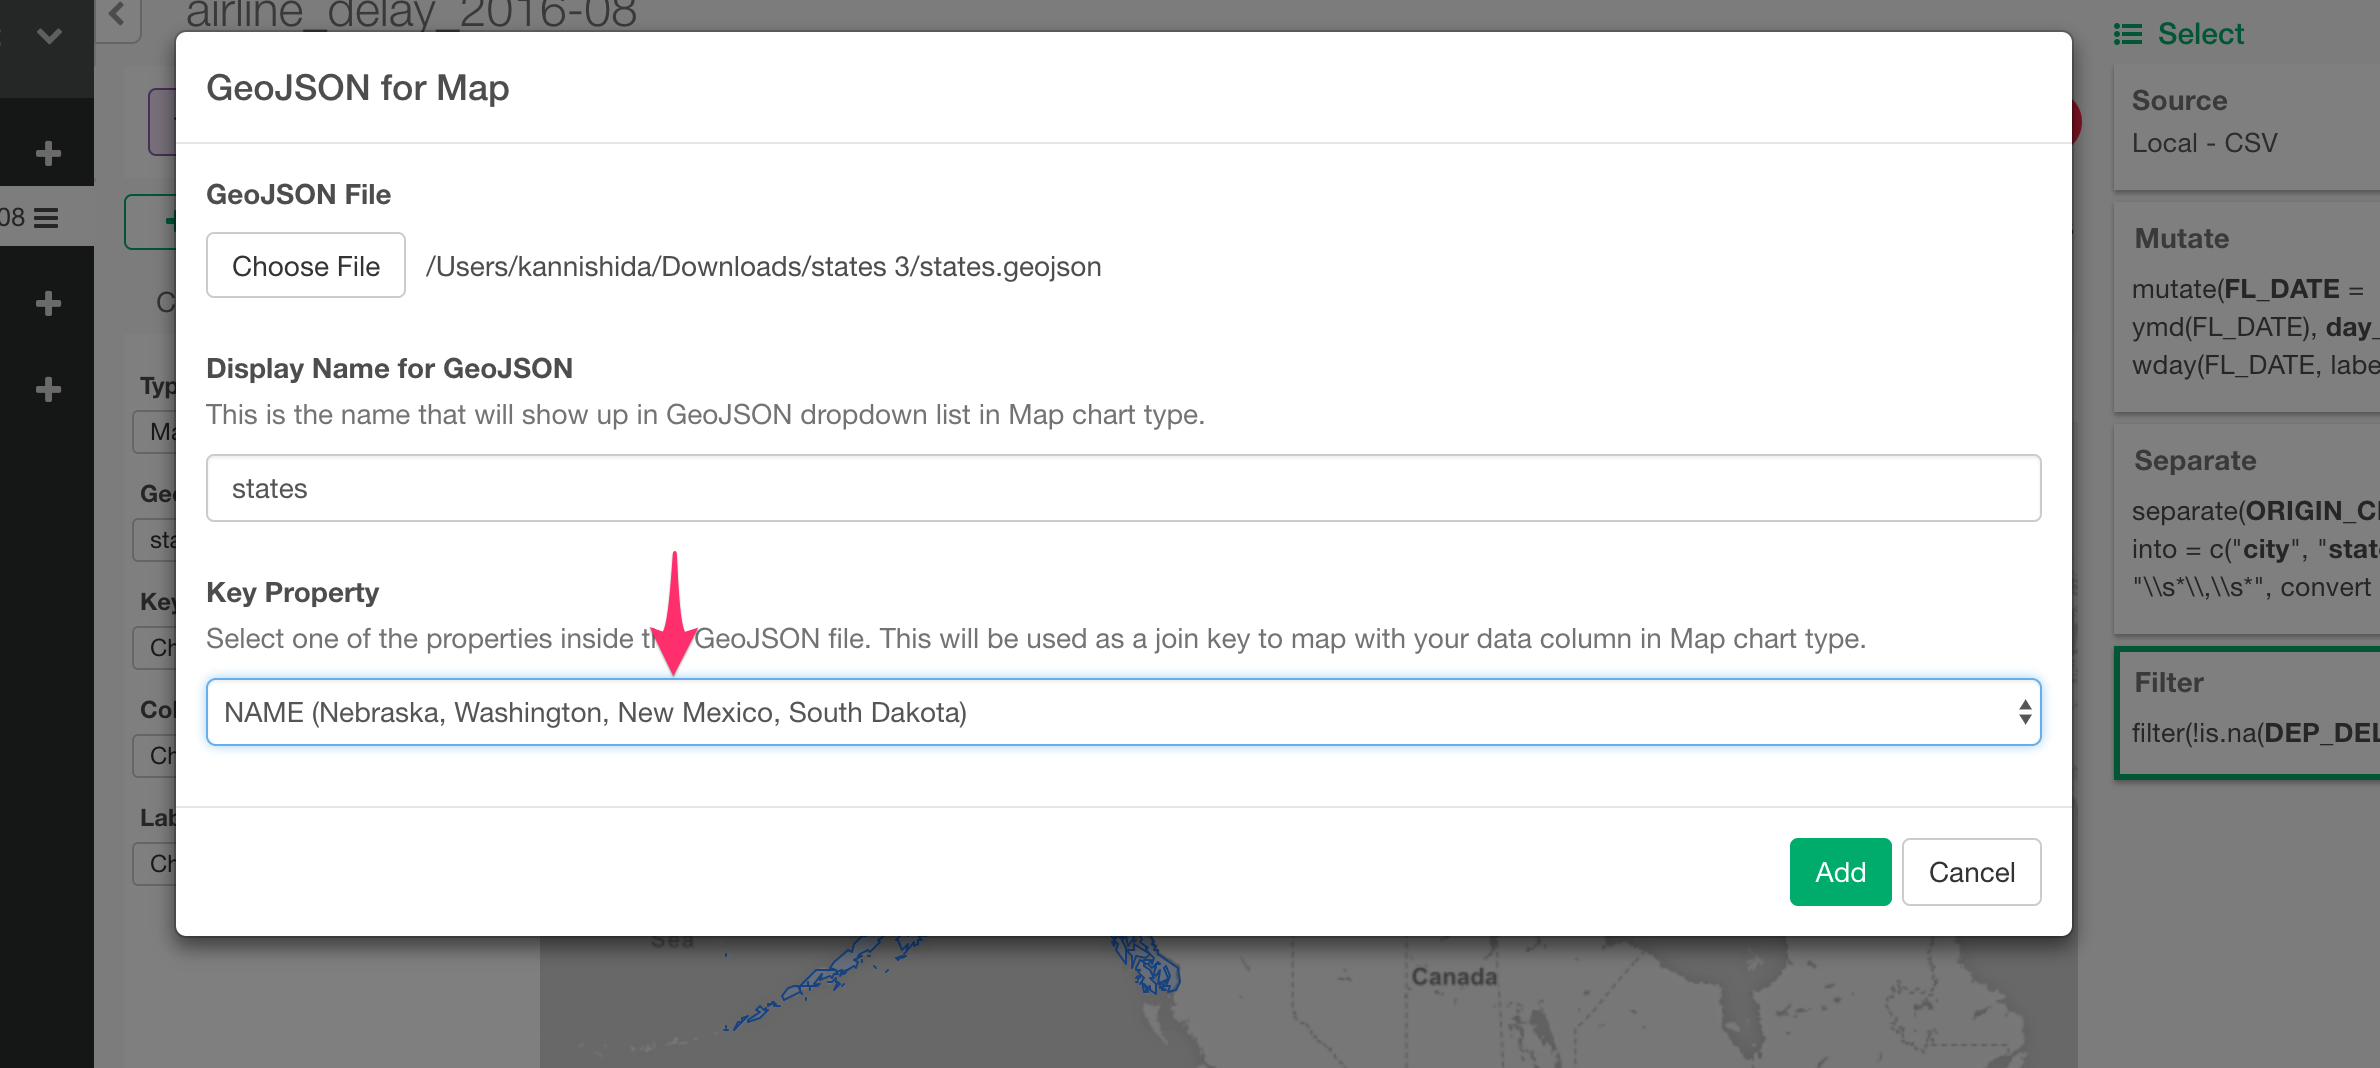 airline_delay_2016-08
Select
GeoJSON for Map
Source
Local - CSV
GeoJSON File
08
Choose File
/Users/kannishida/Downloads/states 3/states.geojson
Mutate
mutate(FL_DATE =
ymd(FL_DATE), day_
wday(FL_DATE, labe
Display Name for GeoJSON
This is the name that will show up in GeoJSON dropdown list in Map chart type.
states
Separate
separate(ORIGIN_CI
into = c("city", "stat
"\\s*\\,\\s*", convert
Key Property
Select one of the properties inside GeoJSON file. This will be used as a join key to map with your data column in Map chart type.
NAME (Nebraska, Washington, New Mexico, South Dakota)
Filter
filter(!is.na(DEP_DEL
Typ
Ma
Geo
sta
Key
Ch
Col
Ch
Lab
Ch
Add
Cancel
Sea
Canada